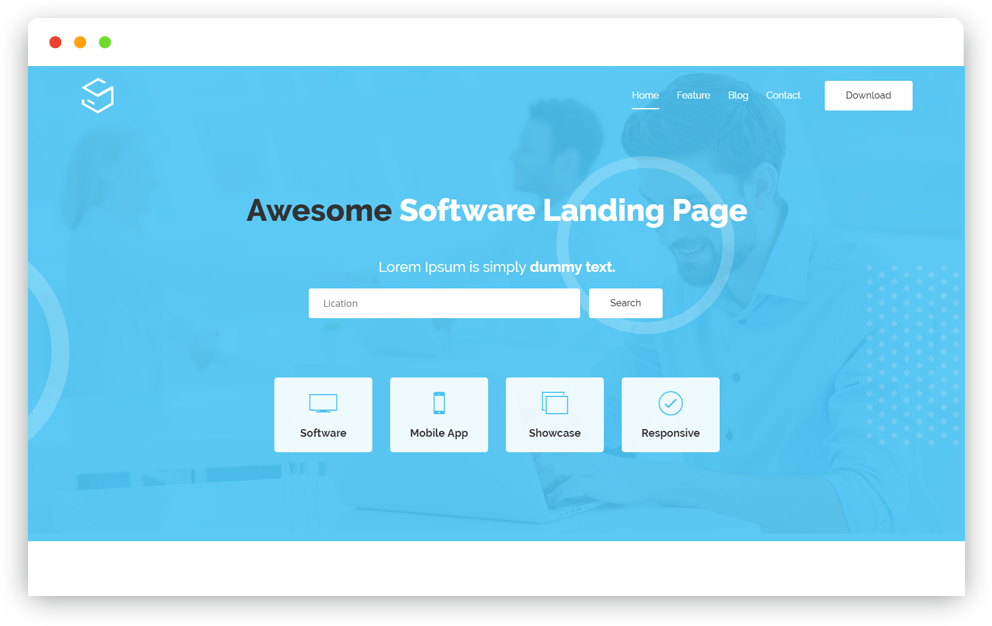 Home Feature Blog Contact Download
Awesome Software Landing Page
Lorem Ipsum is simply dummy text.
Lication Search
Software Mobile App Showcase Responsive